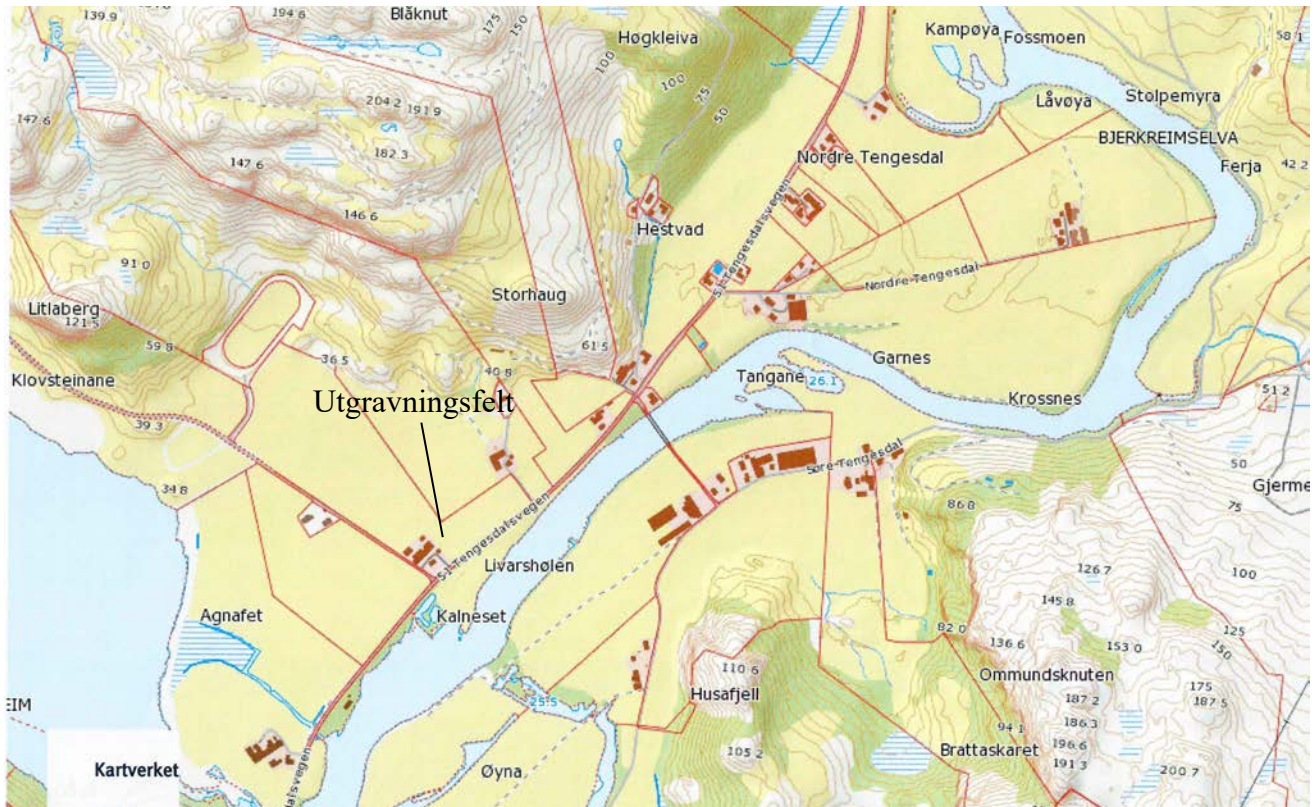 139.9
194.6
Blåknut
175
150
Høgkleiva
100
100
75
50
Kampøya
Fossmoen
58.1
Låvøya
Stolpemyra
BJERKREIMSELVA
Ferja
42.2
147.6
204.2
191.9
182.3
147.6
146.6
Nordre Tengesdal
Hestvad
51-Tengesdalsvegen
Nordre Tengesdal
91.0
Litlaberg
121.5
59.8
Storhaug
61.5
36.5
40.8
Klovsteinane
39.3
34.8
Utgravningsfelt
Garnes
Tangane
26.1
Krossnes
51.2
50
Gjerme
75
Søre-Tengesdal
86.8
51-Tengesdalsvegen
Livarshølen
Kalneset
Agnafet
126.7
100
145.8
125
150
82.0
136.6
153.0
110.6
Husafjell
Ommundsknuten
187.2
175
187.5
94.1
186.3
Brattaskaret
196.6
191.3
200.7
105.2
25.5
Øyna
EIM
Kartverket
dalsvegen